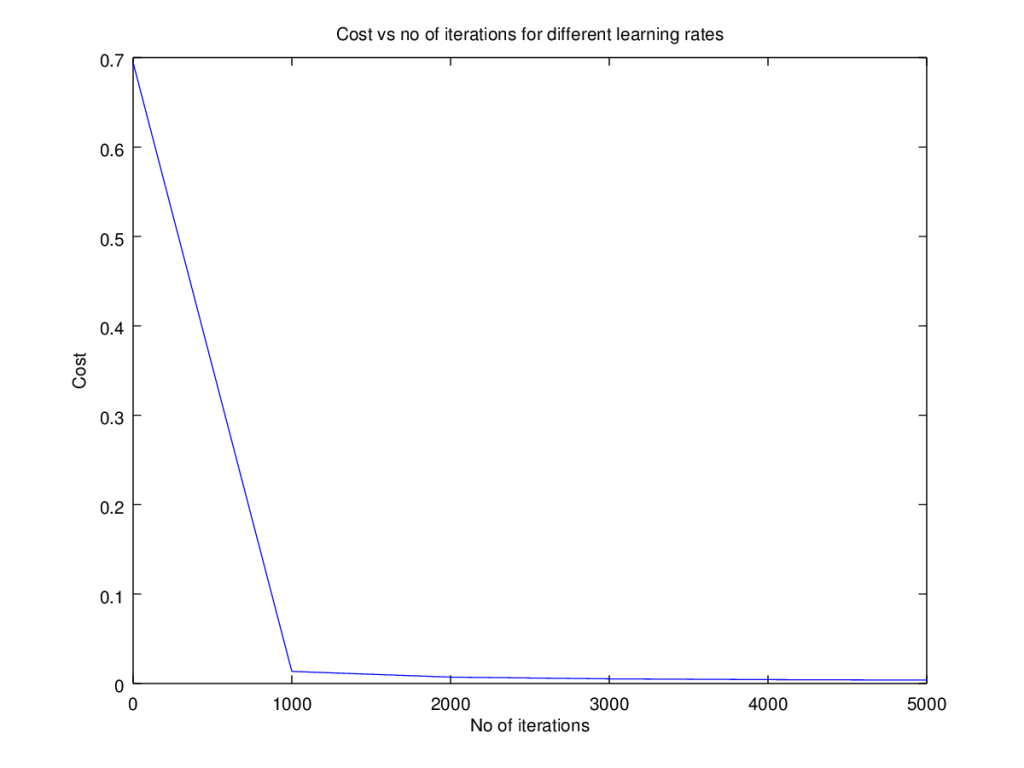 Cost vs no of iterations for different learning rates
0.7
0.6
0.5
0.4
0.3
0.2
0.1
0
Cost
0 1000 2000 3000 4000 5000
No of iterations